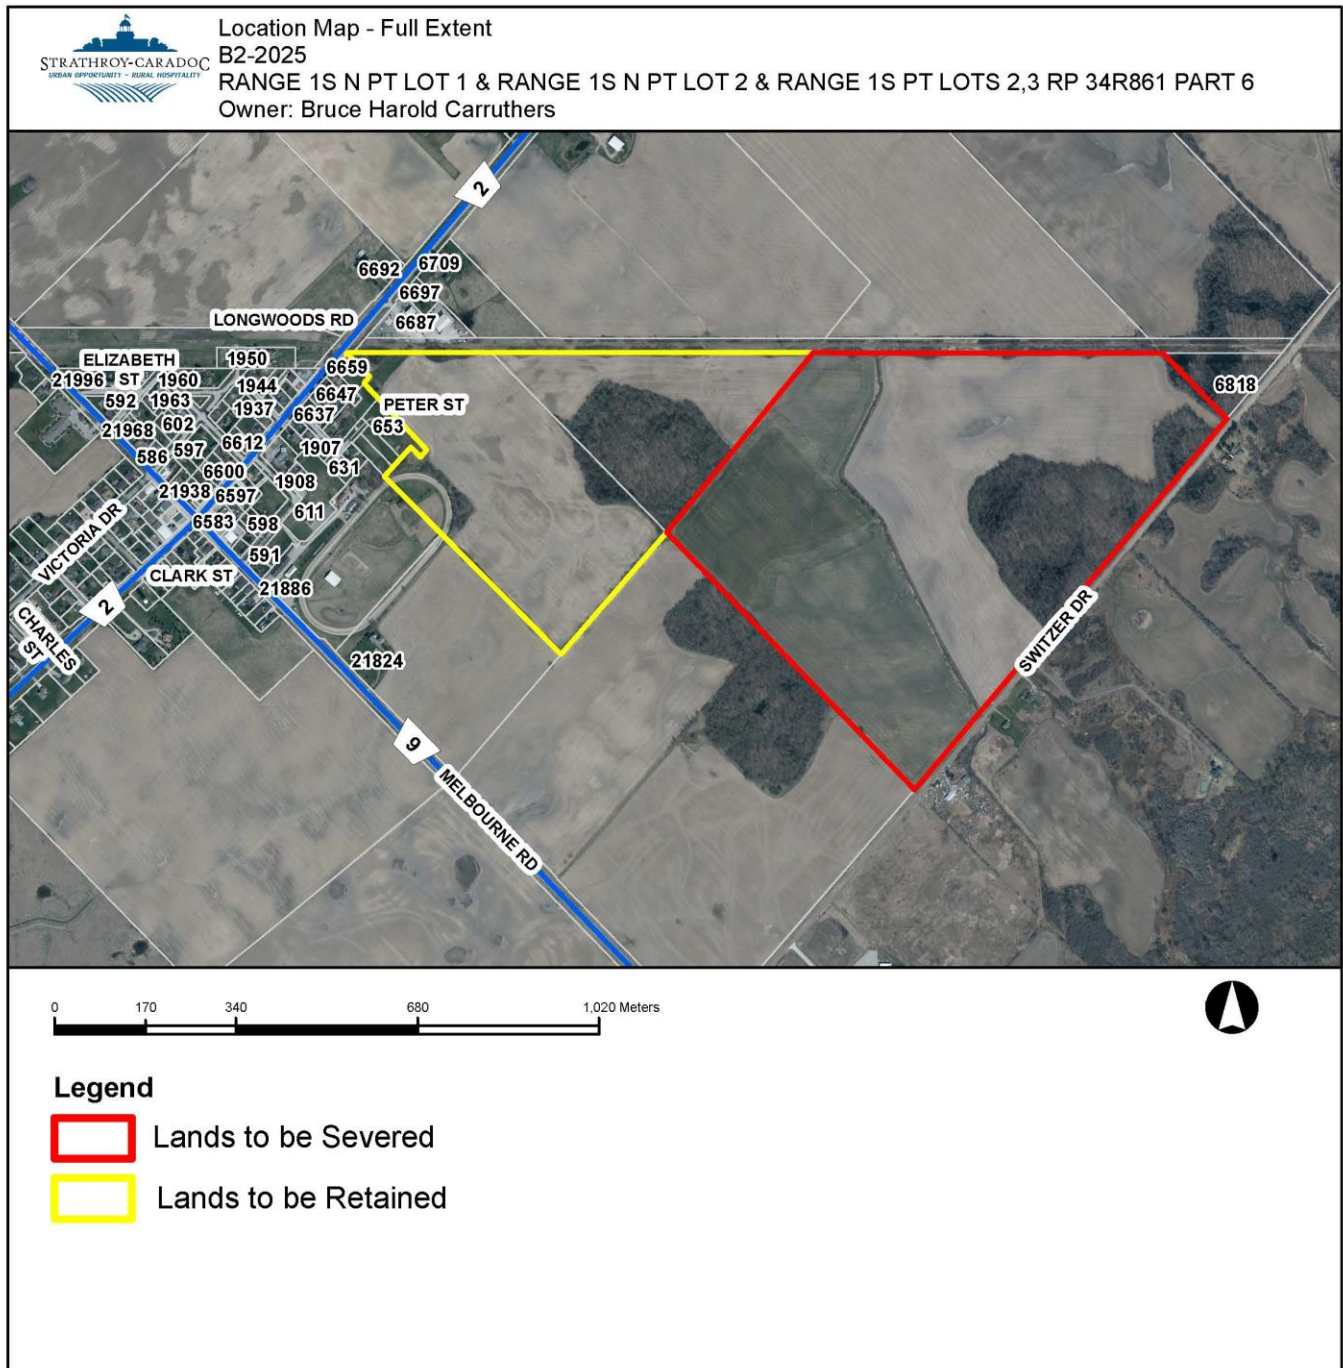 STRATHROY-CARADOC
URBAN OPPORTUNITY - RURAL HOSPITALITY
Location Map - Full Extent
B2-2025
RANGE 1S N PT LOT 1 & RANGE 1S N PT LOT 2 & RANGE 1S PT LOTS 2,3 RP 34R861 PART 6
Owner: Bruce Harold Carruthers
2
6692
6709
6697
6687
LONGWOODS RD
1950
ELIZABETH
ST
6659
21996
1960
1944
6647
6818
592
1963
1937
6637
PETER ST
653
21968
602
6612
1907
586
597
6600
631
21938
6597
1908
6583
598
611
VICTORIA DR
591
CLARK ST
21886
2
CHARLES
ST
SWITZER DR
21824
9
MELBOURNE RD
0
170
340
680
1,020 Meters
Legend
Lands to be Severed
Lands to be Retained